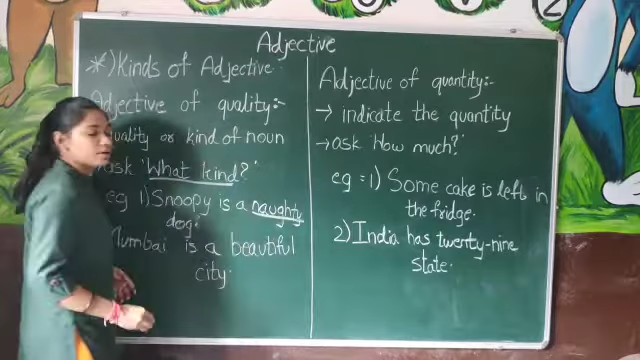 Adjective
*) Kinds of Adjective
Adjective of quality:-
quality or kind of noun
Ask 'What kind?'
eg 1) Snoopy is a naughty
dog.
Mumbai is a beautiful
city.
Adjective of quantity:-
→ indicate the quantity
→ ask 'How much?'
eg = 1) Some cake is left in
the fridge.
2) India has twenty-nine
state.